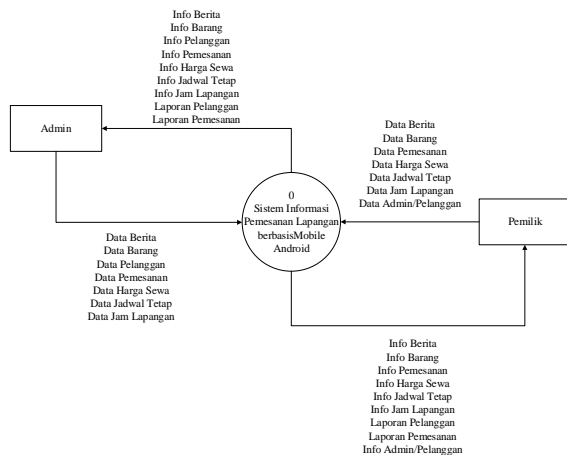 Info Berita
Info Barang
Info Pelanggan
Info Pemesanan
Info Harga Sewa
Info Jadwal Tetap
Info Jam Lapangan
Laporan Pelanggan
Laporan Pemesanan
Admin
Data Berita
Data Barang
Data Pemesanan
Data Harga Sewa
Data Jadwal Tetap
Data Jam Lapangan
Data Admin/Pelanggan
0
Sistem Informasi
Pemesanan Lapangan
berbasisMobile
Android
Pemilik
Data Berita
Data Barang
Data Pelanggan
Data Pemesanan
Data Harga Sewa
Data Jadwal Tetap
Data Jam Lapangan
Info Berita
Info Barang
Info Pemesanan
Info Harga Sewa
Info Jadwal Tetap
Info Jam Lapangan
Laporan Pelanggan
Laporan Pemesanan
Info Admin/Pelanggan